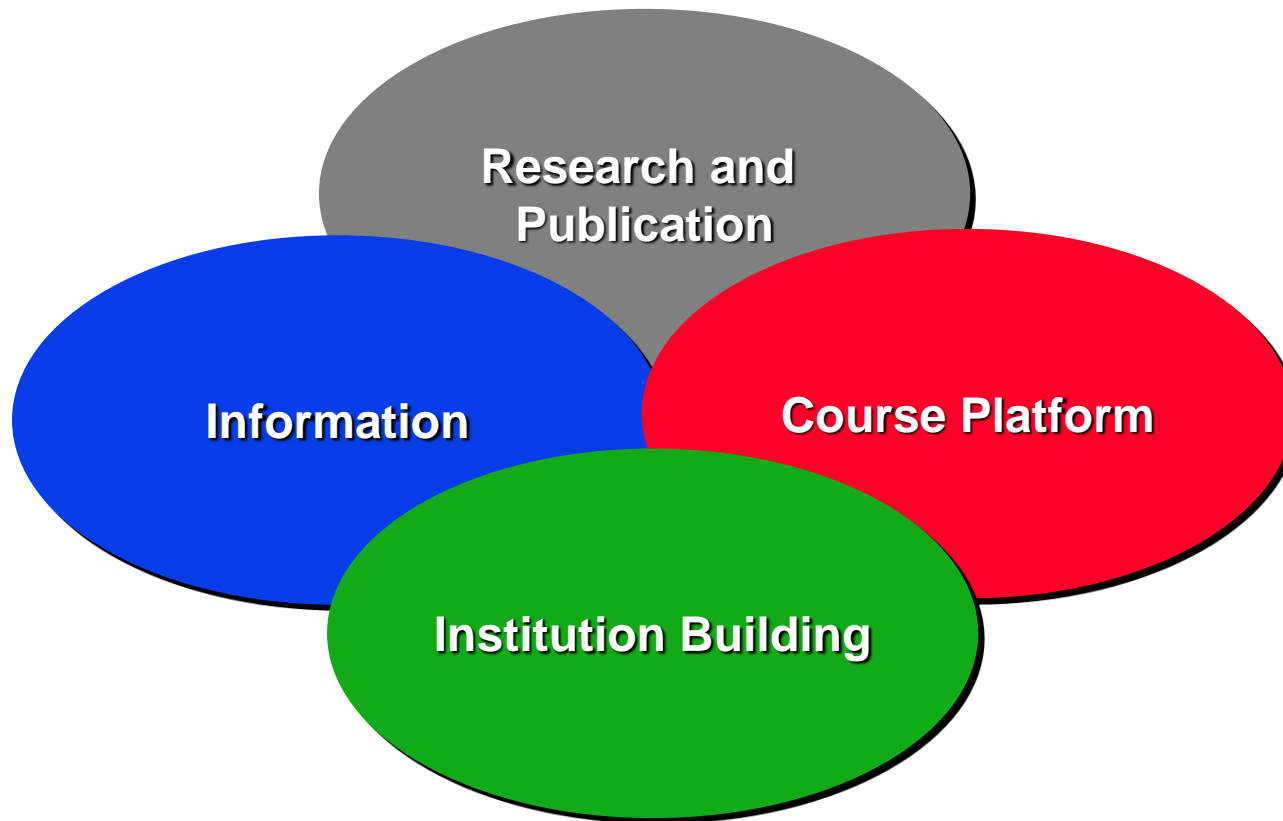 Research and
Publication
Information
Course Platform
Institution Building